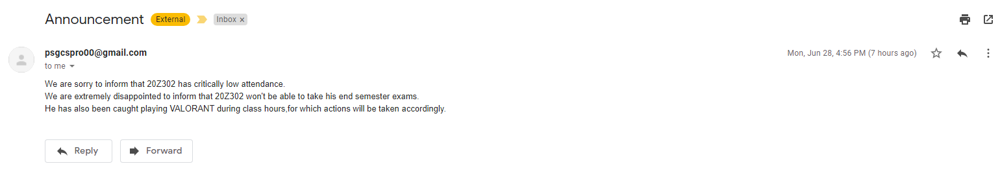 Announcement External Inbox ×
psgcspro00@gmail.com Mon, Jun 28, 4:56 PM (7 hours ago)
to me
We are sorry to inform that 20Z302 has critically low attendance.
We are extremely disappointed to inform that 20Z302 won't be able to take his end semester exams.
He has also been caught playing VALORANT during class hours,for which actions will be taken accordingly.
Reply Forward